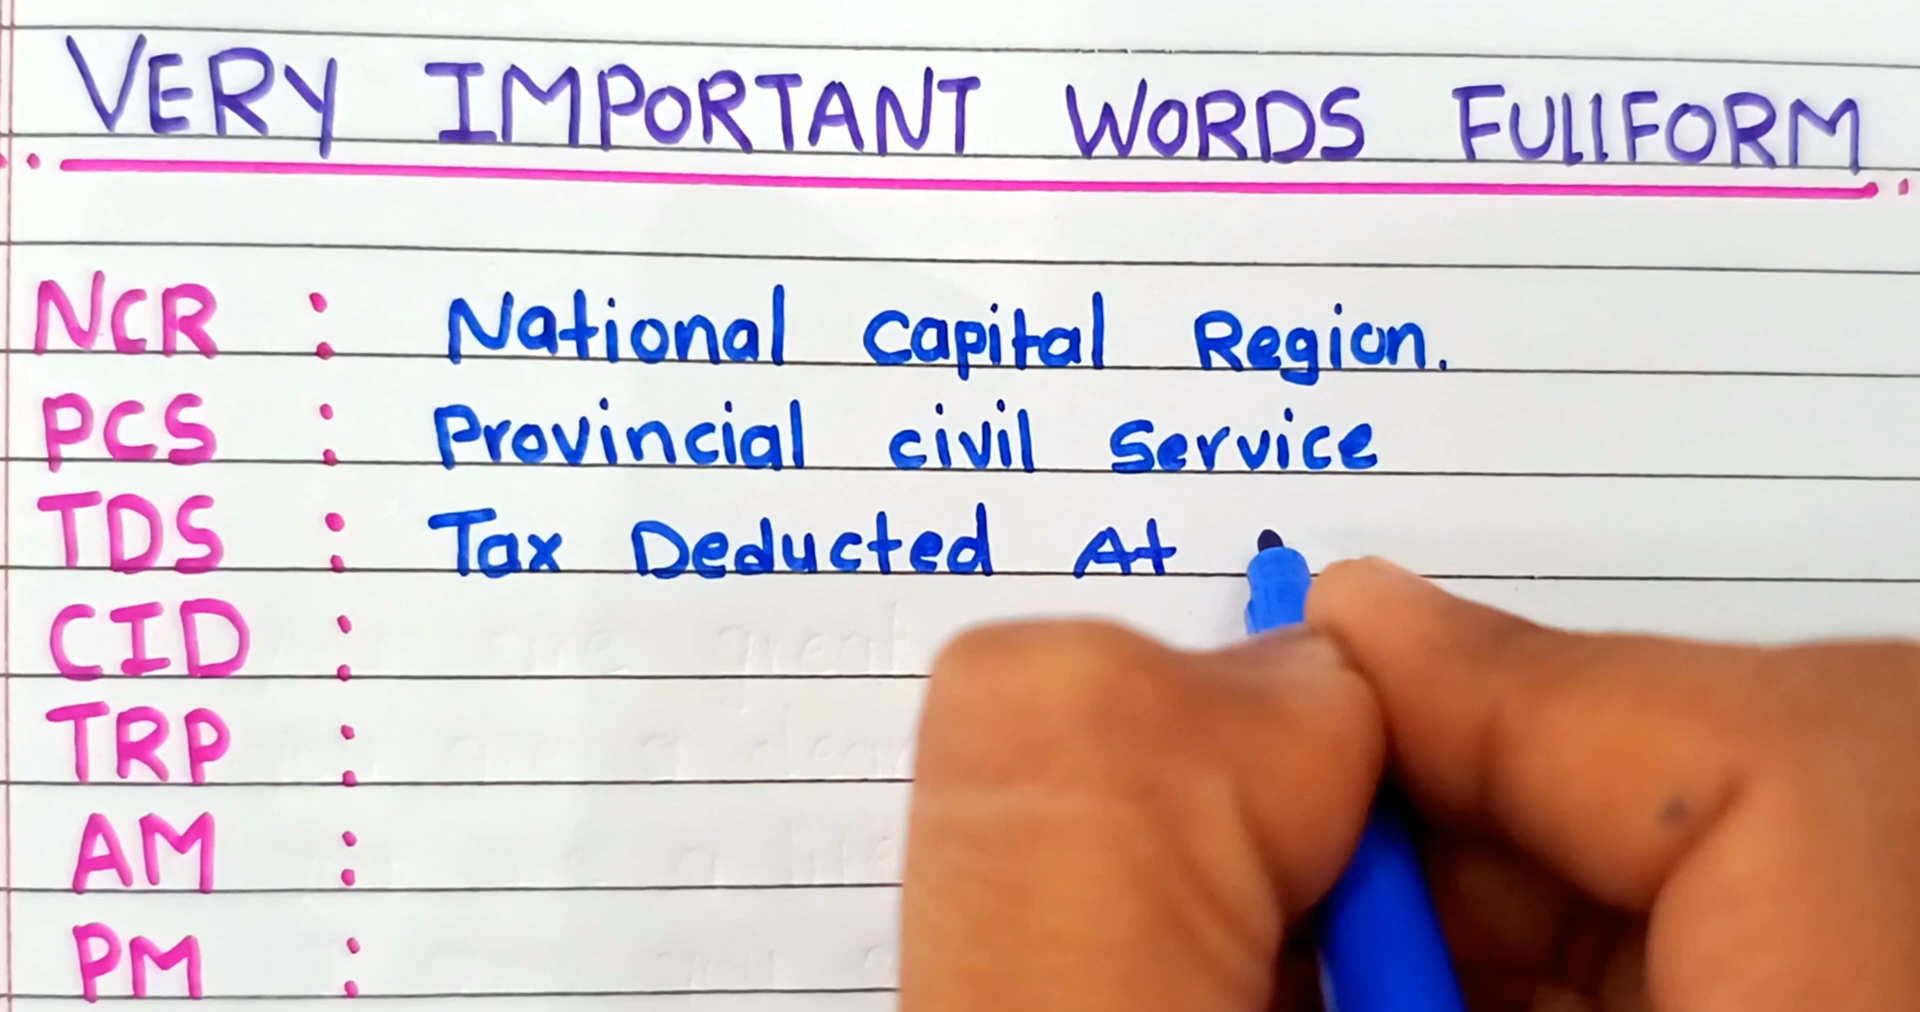 VERY IMPORTANT WORDS FUllFORM
NCR : National Capital Region.
PCS : Provincial civil Service
TDS : Tax Deducted At
CID :
TRP :
AM :
PM :